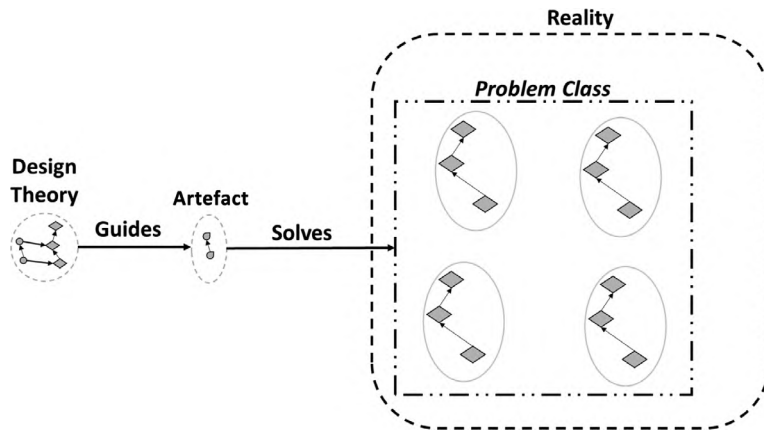 Reality
Problem Class
Design
Theory
Artefact
Guides
Solves